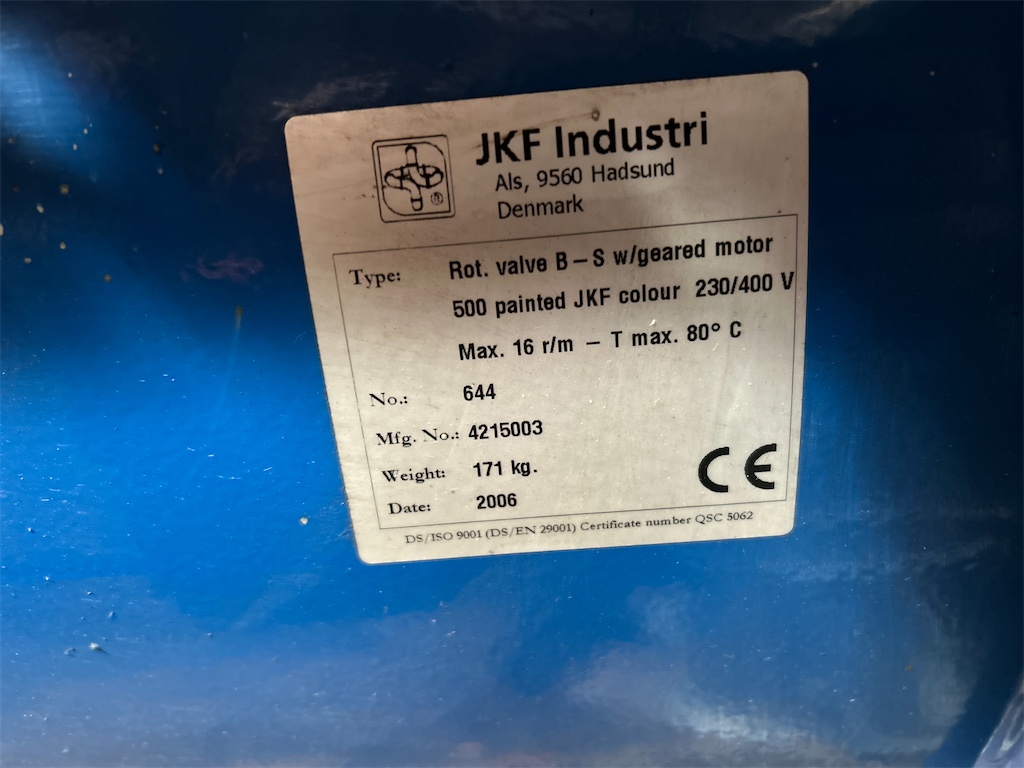 JKF Industri
Als, 9560 Hadsund
Denmark
®
Type: Rot. valve B – S w/geared motor
500 painted JKF colour 230/400 V
Max. 16 r/m – T max. 80° C
No.: 644
Mfg. No.: 4215003
Weight: 171 kg.
Date: 2006
CE
DS/ISO 9001 (DS/EN 29001) Certificate number QSC 5062